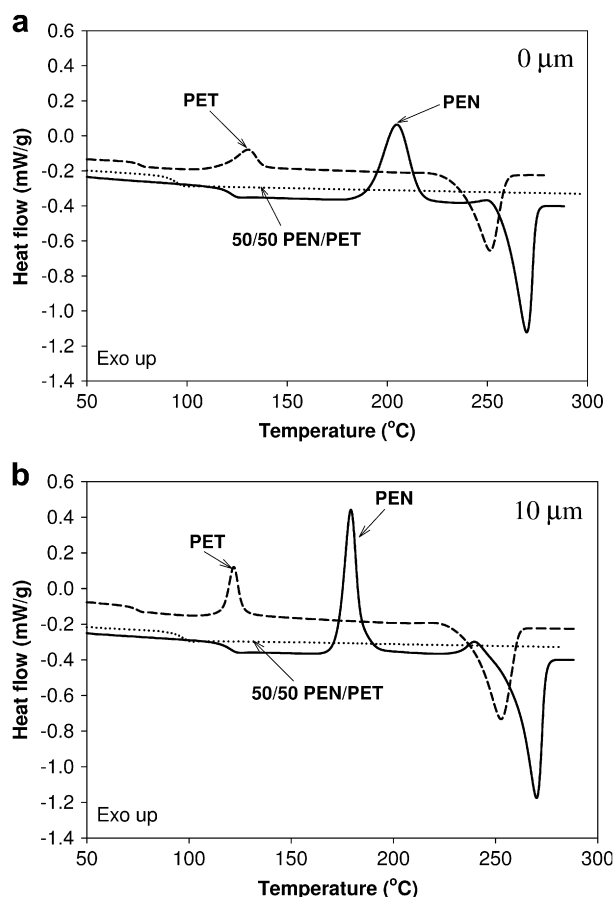 a
0 µm
0.6
0.4
0.2
0.0
-0.2
-0.4
-0.6
-0.8
-1.0
-1.2
-1.4
Heat flow (mW/g)
PET
PEN
50/50 PEN/PET
Exo up
50 100 150 200 250 300
Temperature (°C)
b
10 µm
0.6
0.4
0.2
0.0
-0.2
-0.4
-0.6
-0.8
-1.0
-1.2
-1.4
Heat flow (mW/g)
PEN
PET
50/50 PEN/PET
Exo up
50 100 150 200 250 300
Temperature (°C)